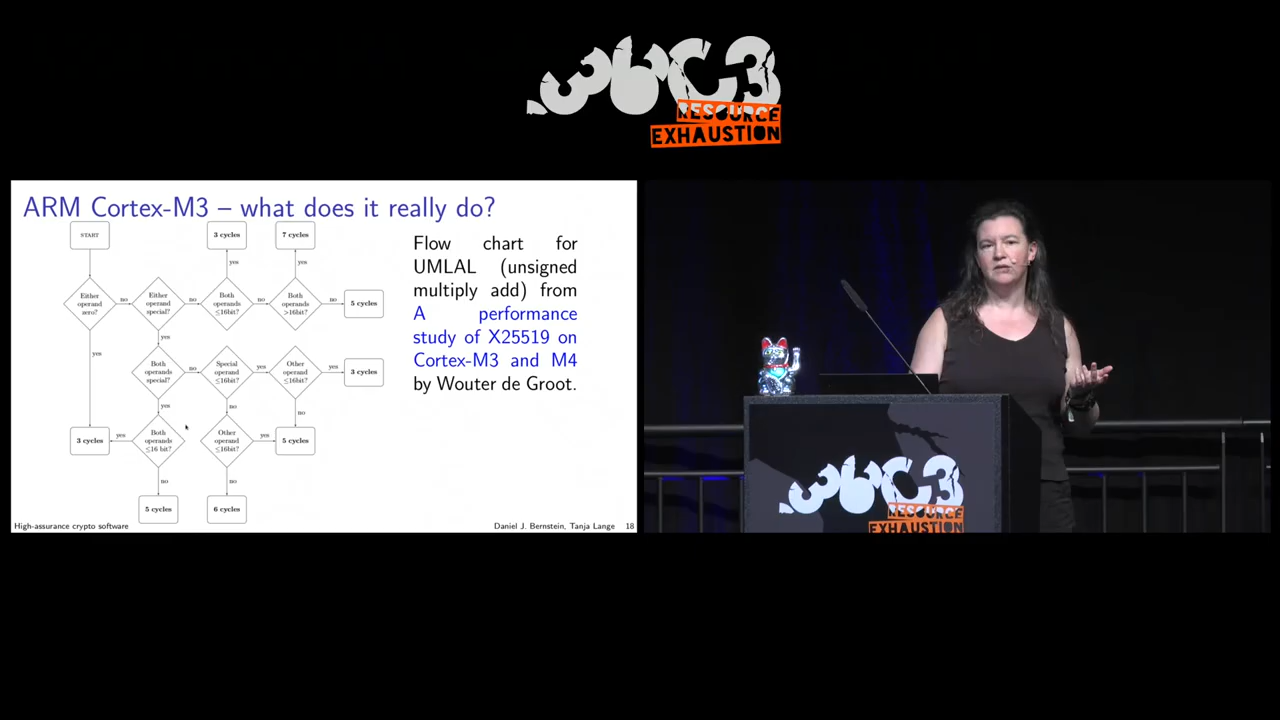 36C3
RESOURCE
EXHAUSTION
ARM Cortex-M3 – what does it really do?
START
3 cycles
7 cycles
yes
yes
Either operand zero?
no
Either operand special?
no
Both operands ≤16bit?
no
Both operands >16bit?
no
5 cycles
yes
yes
Both operands special?
no
Special operand ≤16bit?
yes
Other operand ≤16bit?
yes
3 cycles
yes
no
no
3 cycles
yes
Both operands ≤16 bit?
Other operand ≤16bit?
yes
5 cycles
no
no
5 cycles
6 cycles
Flow chart for
UMLAL (unsigned
multiply add) from
A performance
study of X25519 on
Cortex-M3 and M4
by Wouter de Groot.
High-assurance crypto software
Daniel J. Bernstein, Tanja Lange 18
36C3
RESOURCE
EXHAUSTION